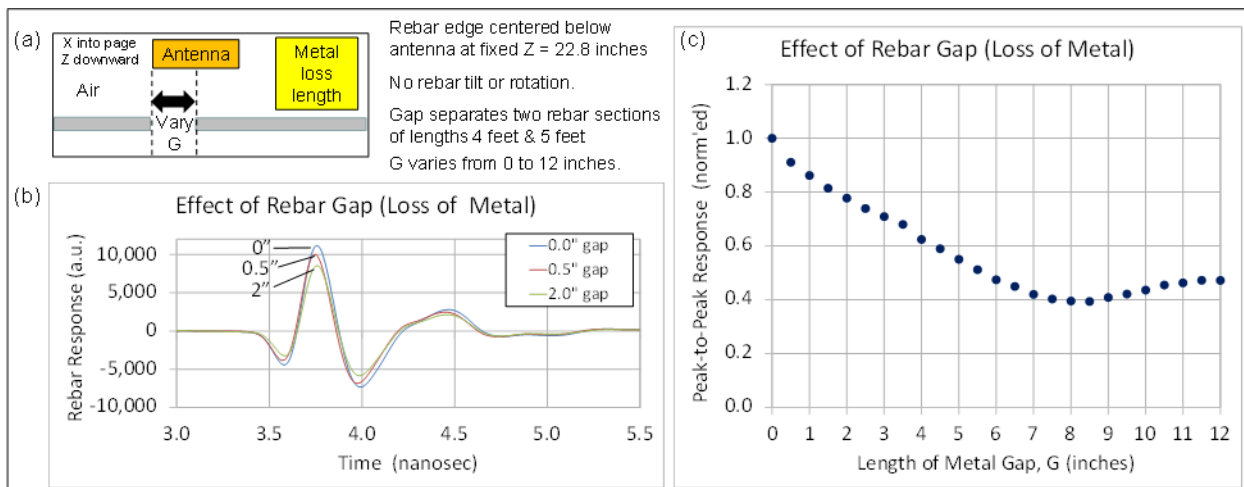 (a)
X into page
Z downward
Antenna
Metal
loss
length
Air
Vary
G
Rebar edge centered below
antenna at fixed Z = 22.8 inches
No rebar tilt or rotation.
Gap separates two rebar sections
of lengths 4 feet & 5 feet
G varies from 0 to 12 inches.
(b)
Effect of Rebar Gap (Loss of Metal)
Rebar Response (a.u.)
10,000
5,000
0
-5,000
-10,000
0"
0.5"
2"
0.0" gap
0.5" gap
2.0" gap
3.0 3.5 4.0 4.5 5.0 5.5
Time (nanosec)
(c)
Effect of Rebar Gap (Loss of Metal)
Peak-to-Peak Response (norm'ed)
1.2
1.0
0.8
0.6
0.4
0.2
0.0
0 1 2 3 4 5 6 7 8 9 10 11 12
Length of Metal Gap, G (inches)